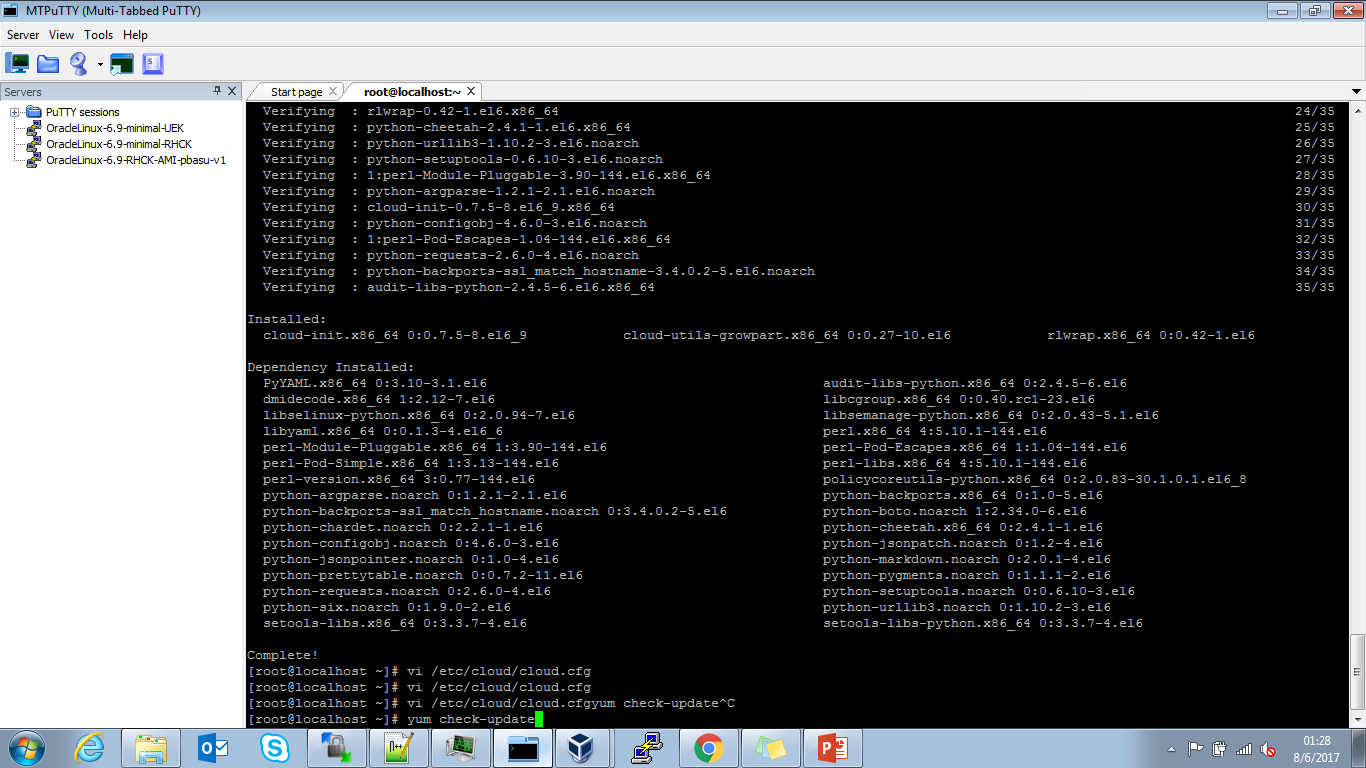 MTPuTTY (Multi-Tabbed PuTTY)
Server View Tools Help
Servers
PuTTY sessions
OracleLinux-6.9-minimal-UEK
OracleLinux-6.9-minimal-RHCK
OracleLinux-6.9-RHCK-AMI-pbasu-v1
Start page root@localhost:~
Verifying : rlwrap-0.42-1.el6.x86_64 24/35
Verifying : python-cheetah-2.4.1-1.el6.x86_64 25/35
Verifying : python-urllib3-1.10.2-3.el6.noarch 26/35
Verifying : python-setuptools-0.6.10-3.el6.noarch 27/35
Verifying : 1:perl-Module-Pluggable-3.90-144.el6.x86_64 28/35
Verifying : python-argparse-1.2.1-2.1.el6.noarch 29/35
Verifying : cloud-init-0.7.5-8.el6_9.x86_64 30/35
Verifying : python-configobj-4.6.0-3.el6.noarch 31/35
Verifying : 1:perl-Pod-Escapes-1.04-144.el6.x86_64 32/35
Verifying : python-requests-2.6.0-4.el6.noarch 33/35
Verifying : python-backports-ssl_match_hostname-3.4.0.2-5.el6.noarch 34/35
Verifying : audit-libs-python-2.4.5-6.el6.x86_64 35/35
Installed:
cloud-init.x86_64 0:0.7.5-8.el6_9 cloud-utils-growpart.x86_64 0:0.27-10.el6 rlwrap.x86_64 0:0.42-1.el6
Dependency Installed:
PyYAML.x86_64 0:3.10-3.1.el6 audit-libs-python.x86_64 0:2.4.5-6.el6
dmidecode.x86_64 1:2.12-7.el6 libcgroup.x86_64 0:0.40.rc1-23.el6
libselinux-python.x86_64 0:2.0.94-7.el6 libsemanage-python.x86_64 0:2.0.43-5.1.el6
libyaml.x86_64 0:0.1.3-4.el6_6 perl.x86_64 4:5.10.1-144.el6
perl-Module-Pluggable.x86_64 1:3.90-144.el6 perl-Pod-Escapes.x86_64 1:1.04-144.el6
perl-Pod-Simple.x86_64 1:3.13-144.el6 perl-libs.x86_64 4:5.10.1-144.el6
perl-version.x86_64 3:0.77-144.el6 policycoreutils-python.x86_64 0:2.0.83-30.1.0.1.el6_8
python-argparse.noarch 0:1.2.1-2.1.el6 python-backports.x86_64 0:1.0-5.el6
python-backports-ssl_match_hostname.noarch 0:3.4.0.2-5.el6 python-boto.noarch 1:2.34.0-6.el6
python-chardet.noarch 0:2.2.1-1.el6 python-cheetah.x86_64 0:2.4.1-1.el6
python-configobj.noarch 0:4.6.0-3.el6 python-jsonpatch.noarch 0:1.2-4.el6
python-jsonpointer.noarch 0:1.0-4.el6 python-markdown.noarch 0:2.0.1-4.el6
python-prettytable.noarch 0:0.7.2-11.el6 python-pygments.noarch 0:1.1.1-2.el6
python-requests.noarch 0:2.6.0-4.el6 python-setuptools.noarch 0:0.6.10-3.el6
python-six.noarch 0:1.9.0-2.el6 python-urllib3.noarch 0:1.10.2-3.el6
setools-libs.x86_64 0:3.3.7-4.el6 setools-libs-python.x86_64 0:3.3.7-4.el6
Complete!
[root@localhost ~]# vi /etc/cloud/cloud.cfg
[root@localhost ~]# vi /etc/cloud/cloud.cfg
[root@localhost ~]# vi /etc/cloud/cloud.cfgyum check-update^C
[root@localhost ~]# yum check-update
01:28
8/6/2017